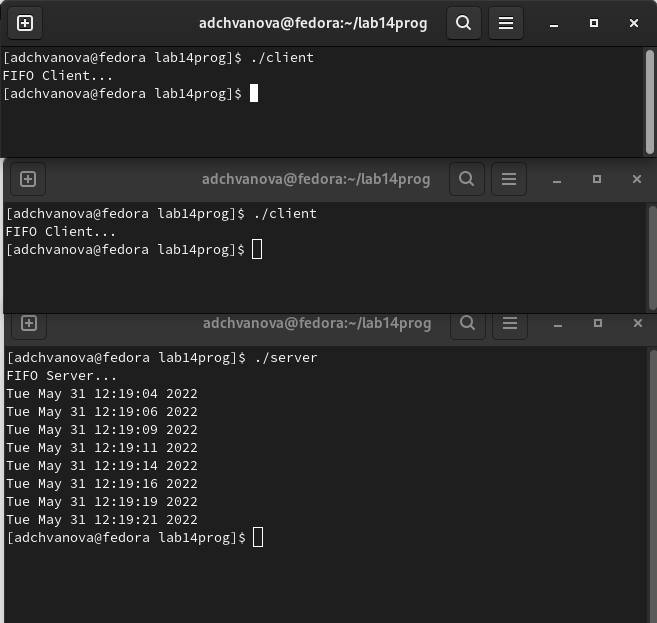 adchvanova@fedora:~/lab14prog
[adchvanova@fedora lab14prog]$ ./client
FIFO Client...
[adchvanova@fedora lab14prog]$
adchvanova@fedora:~/lab14prog
[adchvanova@fedora lab14prog]$ ./client
FIFO Client...
[adchvanova@fedora lab14prog]$
adchvanova@fedora:~/lab14prog
[adchvanova@fedora lab14prog]$ ./server
FIFO Server...
Tue May 31 12:19:04 2022
Tue May 31 12:19:06 2022
Tue May 31 12:19:09 2022
Tue May 31 12:19:11 2022
Tue May 31 12:19:14 2022
Tue May 31 12:19:16 2022
Tue May 31 12:19:19 2022
Tue May 31 12:19:21 2022
[adchvanova@fedora lab14prog]$